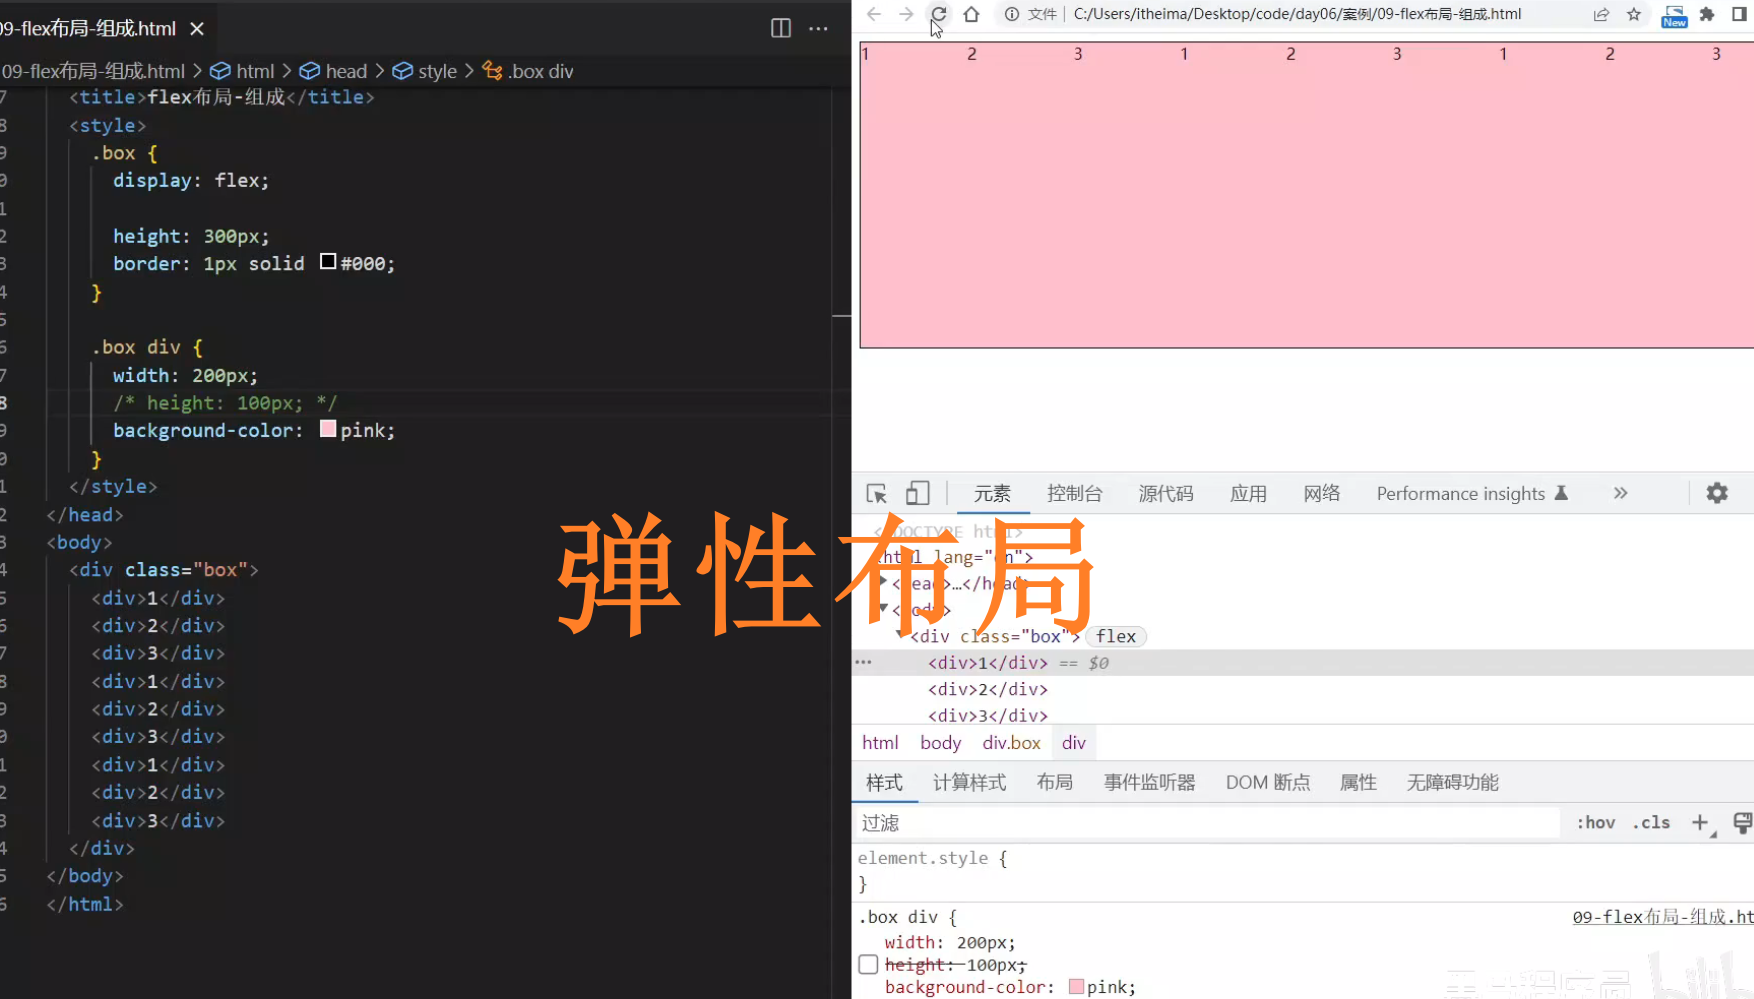 09-flex布局-组成.html
09-flex布局-组成.html > html > head > style > .box div
7 <title>flex布局-组成</title>
8 <style>
9 .box {
0 display: flex;
1
2 height: 300px;
3 border: 1px solid #000;
4 }
5
6 .box div {
7 width: 200px;
8 /* height: 100px; */
9 background-color: pink;
0 }
1 </style>
2 </head>
3 <body>
4 <div class="box">
5 <div>1</div>
6 <div>2</div>
7 <div>3</div>
8 <div>1</div>
9 <div>2</div>
0 <div>3</div>
1 <div>1</div>
2 <div>2</div>
3 <div>3</div>
4 </div>
5 </body>
6 </html>
弹性布局
文件 | C:/Users/itheima/Desktop/code/day06/案例/09-flex布局-组成.html
New
1 2 3 1 2 3 1 2 3
元素 控制台 源代码 应用 网络 Performance insights
<!DOCTYPE html>
<html lang="en">
<head>…</head>
<body>
<div class="box"> flex
<div>1</div> == $0
<div>2</div>
<div>3</div>
html body div.box div
样式 计算样式 布局 事件监听器 DOM 断点 属性 无障碍功能
过滤 :hov .cls
element.style {
}
.box div { 09-flex布局-组成.ht
width: 200px;
height: 100px;
background-color: pink;